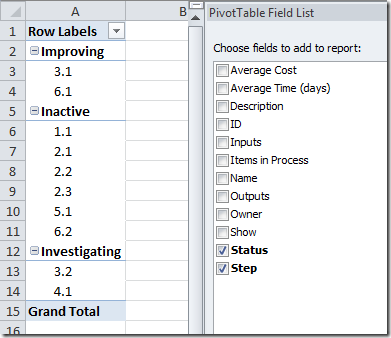 A
B
1 Row Labels
2 Improving
3 3.1
4 6.1
5 Inactive
6 1.1
7 2.1
8 2.2
9 2.3
10 5.1
11 6.2
12 Investigating
13 3.2
14 4.1
15 Grand Total
16
PivotTable Field List
Choose fields to add to report:
Average Cost
Average Time (days)
Description
ID
Inputs
Items in Process
Name
Outputs
Owner
Show
Status
Step